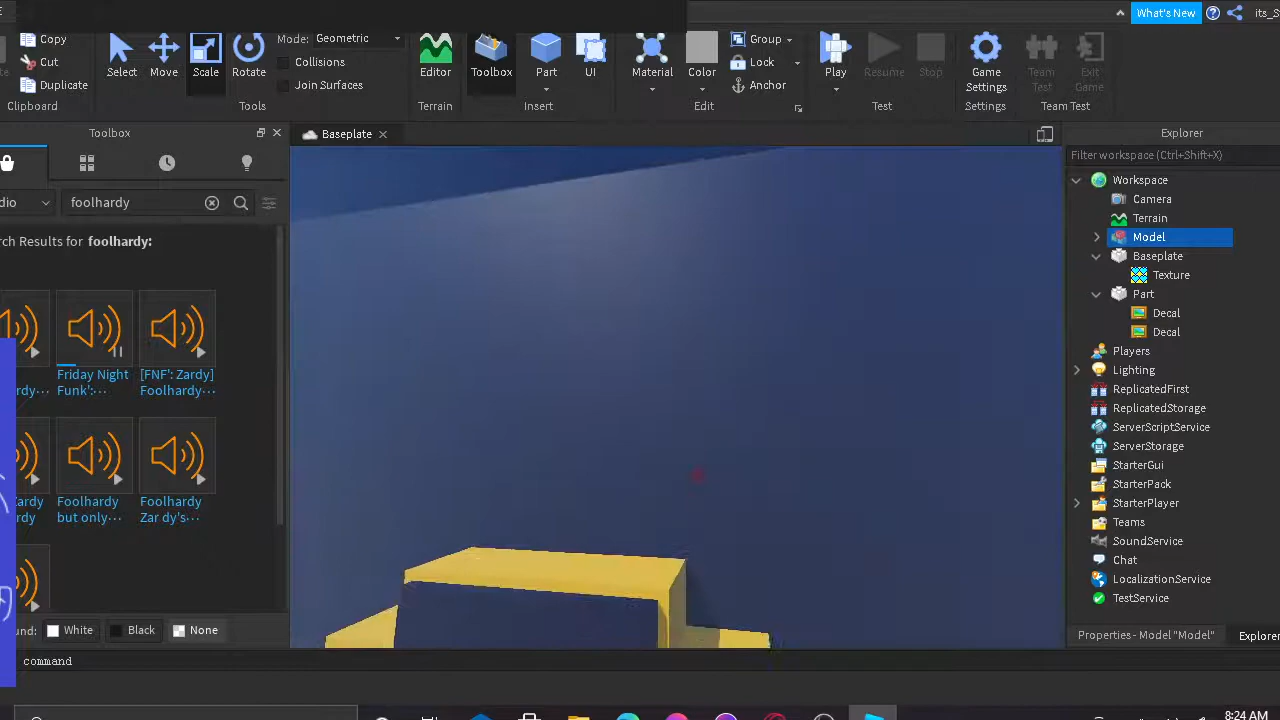 What's New
its_S
Copy
Cut
Duplicate
Clipboard
Select
Move
Scale
Rotate
Mode: Geometric
Collisions
Join Surfaces
Tools
Editor
Terrain
Toolbox
Part
UI
Insert
Material
Color
Group
Lock
Anchor
Edit
Play
Resume
Stop
Test
Game
Settings
Settings
Team
Test
Exit
Game
Team Test
Toolbox
Baseplate
Explorer
Filter workspace (Ctrl+Shift+X)
dio
foolhardy
rch Results for foolhardy:
rdy···
Friday Night
Funk':···
[FNF': Zardy]
Foolhardy···
Zardy
rdy
Foolhardy
but only···
Foolhardy
Zar dy's···
und:
White
Black
None
Workspace
Camera
Terrain
Model
Baseplate
Texture
Part
Decal
Decal
Players
Lighting
ReplicatedFirst
ReplicatedStorage
ServerScriptService
ServerStorage
StarterGui
StarterPack
StarterPlayer
Teams
SoundService
Chat
LocalizationService
TestService
Properties - Model "Model"
Explorer
command
8:24 AM